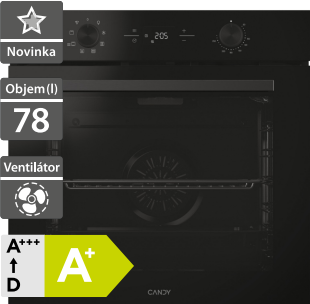 Novinka
205
Objem (l)
78
Ventilátor
A+++
D
A+
CANDY